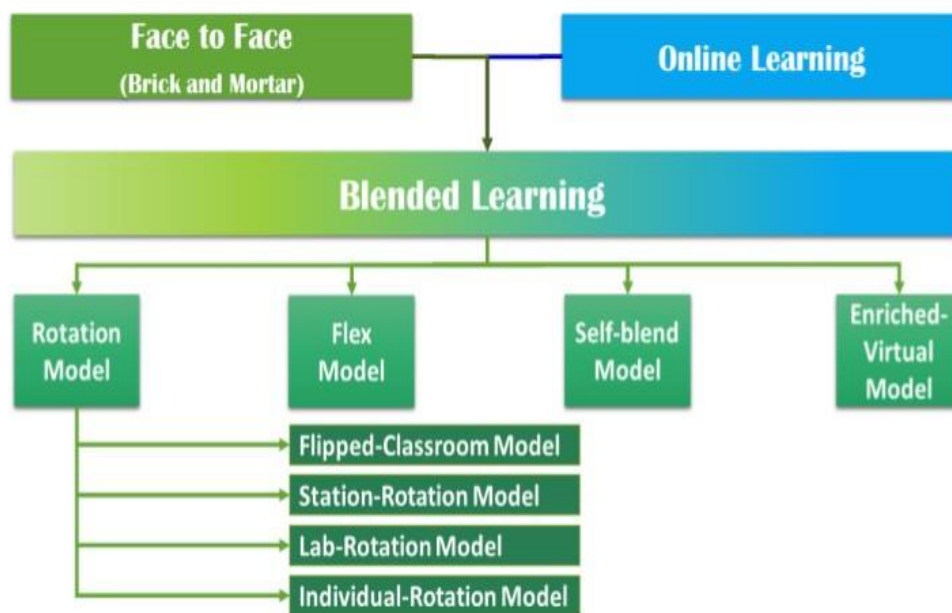 Face to Face
(Brick and Mortar)
Online Learning
Blended Learning
Rotation
Model
Flex
Model
Self-blend
Model
Enriched-
Virtual
Model
Flipped-Classroom Model
Station-Rotation Model
Lab-Rotation Model
Individual-Rotation Model